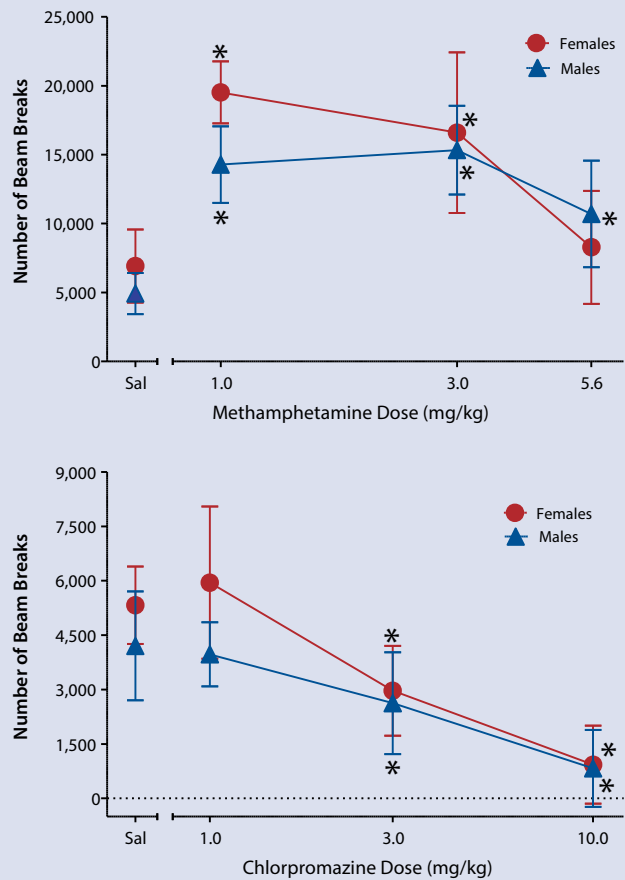 25,000
Females
Males
20,000
15,000
10,000
5,000
0
Number of Beam Breaks
*
*
*
*
*
Sal 1.0 3.0 5.6
Methamphetamine Dose (mg/kg)
9,000
Females
Males
7,500
6,000
4,500
3,000
1,500
0
Number of Beam Breaks
*
*
*
*
Sal 1.0 3.0 10.0
Chlorpromazine Dose (mg/kg)